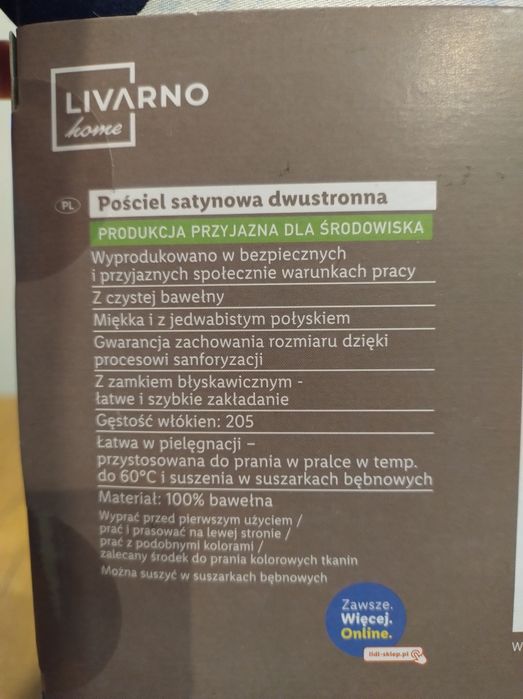 LIVARNO
home
PL
Pościel satynowa dwustronna
PRODUKCJA PRZYJAZNA DLA ŚRODOWISKA
Wyprodukowano w bezpiecznych
i przyjaznych społecznie warunkach pracy
Z czystej bawełny
Miękka i z jedwabistym połyskiem
Gwarancja zachowania rozmiaru dzięki
procesowi sanforyzacji
Z zamkiem błyskawicznym -
łatwe i szybkie zakładanie
Gęstość włókien: 205
Łatwa w pielęgnacji –
przystosowana do prania w pralce w temp.
do 60°C i suszenia w suszarkach bębnowych
Materiał: 100% bawełna
Wyprać przed pierwszym użyciem /
prać i prasować na lewej stronie /
prać z podobnymi kolorami /
zalecany środek do prania kolorowych tkanin
Można suszyć w suszarkach bębnowych
Zawsze.
Więcej.
Online.
lidl-sklep.pl